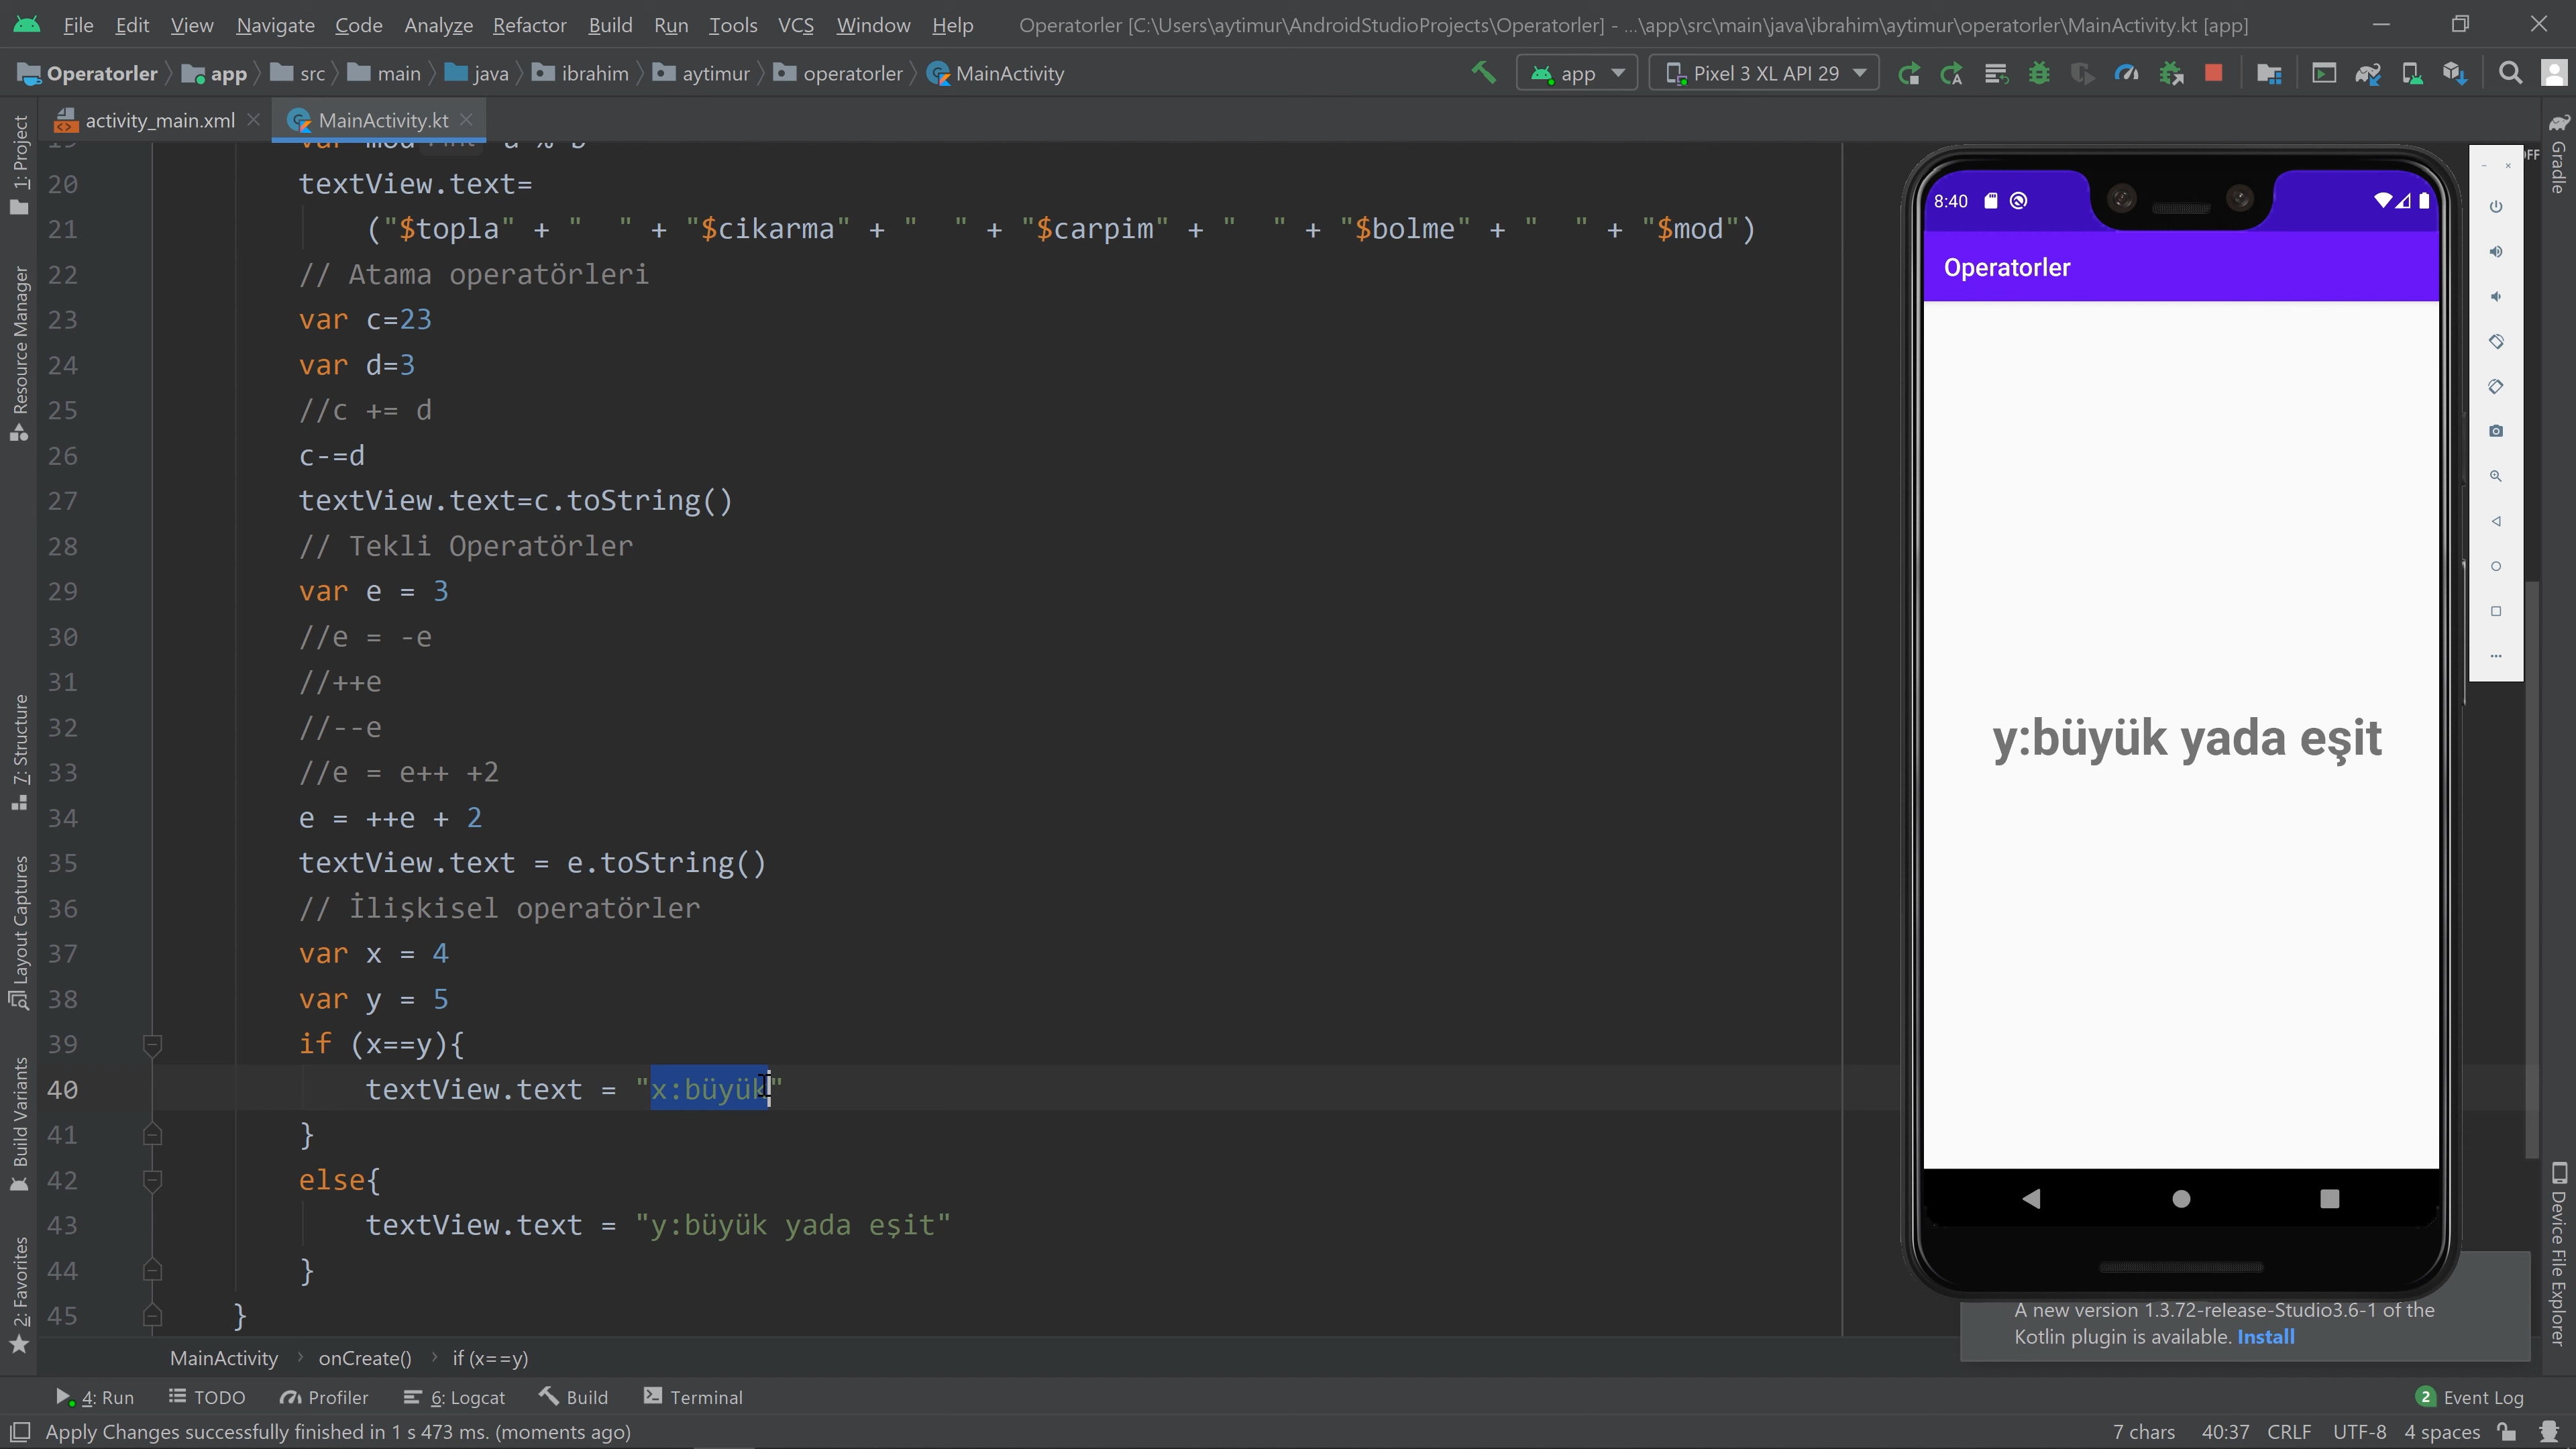 File Edit View Navigate Code Analyze Refactor Build Run Tools VCS Window Help Operatorler [C:\Users\aytimur\AndroidStudioProjects\Operatorler] - ...\app\src\main\java\ibrahim\aytimur\operatorler\MainActivity.kt [app]
Operatorler app src main java ibrahim aytimur operatorler MainActivity app Pixel 3 XL API 29
activity_main.xml MainActivity.kt
20 textView.text=
21 ("$topla" + "  " + "$cikarma" + "  " + "$carpim" + "  " + "$bolme" + "  " + "$mod")
22 // Atama operatörleri
23 var c=23
24 var d=3
25 //c += d
26 c-=d
27 textView.text=c.toString()
28 // Tekli Operatörler
29 var e = 3
30 //e = -e
31 //++e
32 //--e
33 //e = e++ +2
34 e = ++e + 2
35 textView.text = e.toString()
36 // İlişkisel operatörler
37 var x = 4
38 var y = 5
39 if (x==y){
40 textView.text = "x:büyük"
41 }
42 else{
43 textView.text = "y:büyük yada eşit"
44 }
45 }
MainActivity onCreate() if (x==y)
1: Project
Resource Manager
7: Structure
Layout Captures
Build Variants
2: Favorites
8:40
Operatorler
y:büyük yada eşit
Gradle
Device File Explorer
A new version 1.3.72-release-Studio3.6-1 of the
Kotlin plugin is available. Install
4: Run TODO Profiler 6: Logcat Build Terminal 2 Event Log
Apply Changes successfully finished in 1 s 473 ms. (moments ago) 7 chars 40:37 CRLF UTF-8 4 spaces